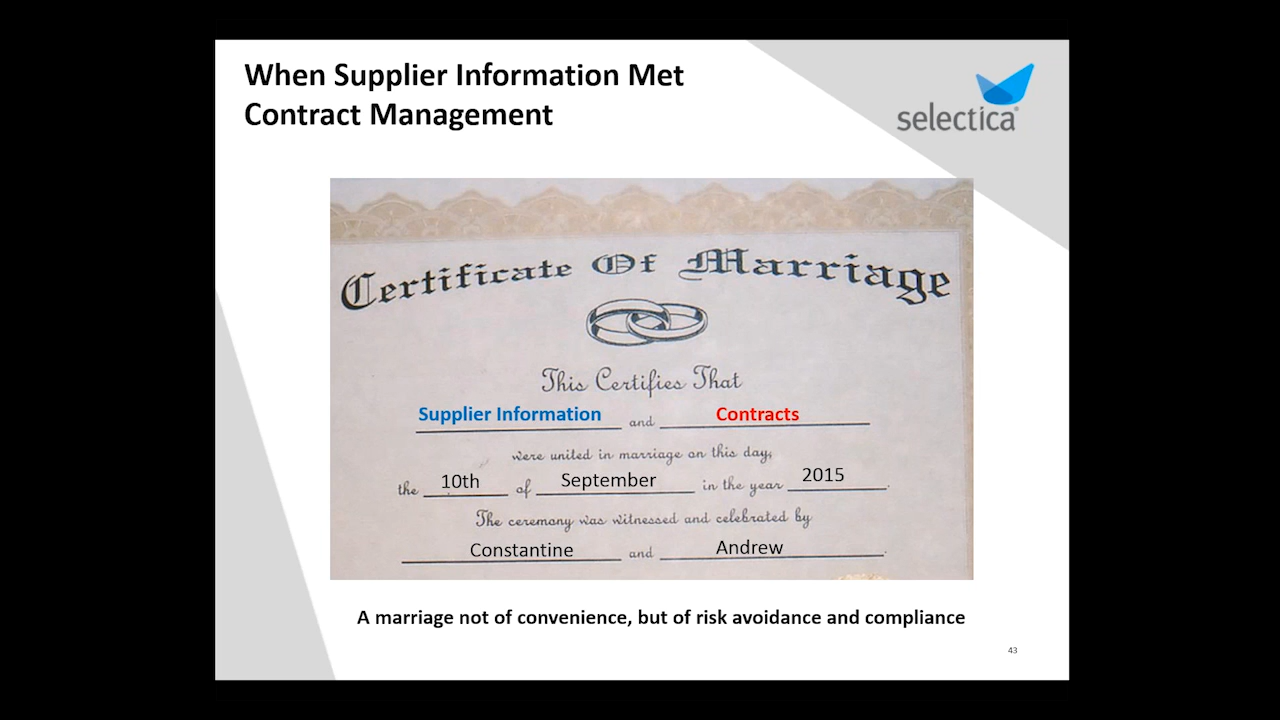 When Supplier Information Met
Contract Management
selectica
Certificate Of Marriage
This Certifies That
Supplier Information and Contracts
were united in marriage on this day,
the 10th of September in the year 2015
The ceremony was witnessed and celebrated by
Constantine and Andrew
A marriage not of convenience, but of risk avoidance and compliance
43